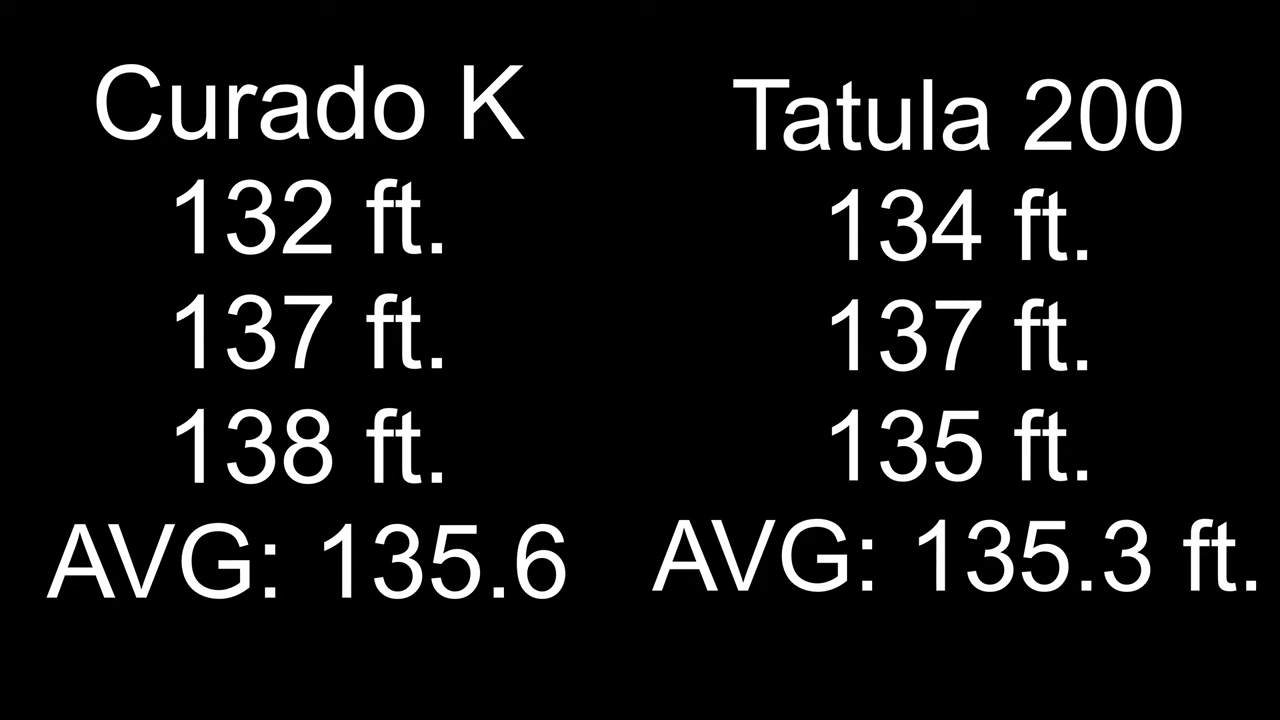 Curado K
132 ft.
137 ft.
138 ft.
AVG: 135.6
Tatula 200
134 ft.
137 ft.
135 ft.
AVG: 135.3 ft.